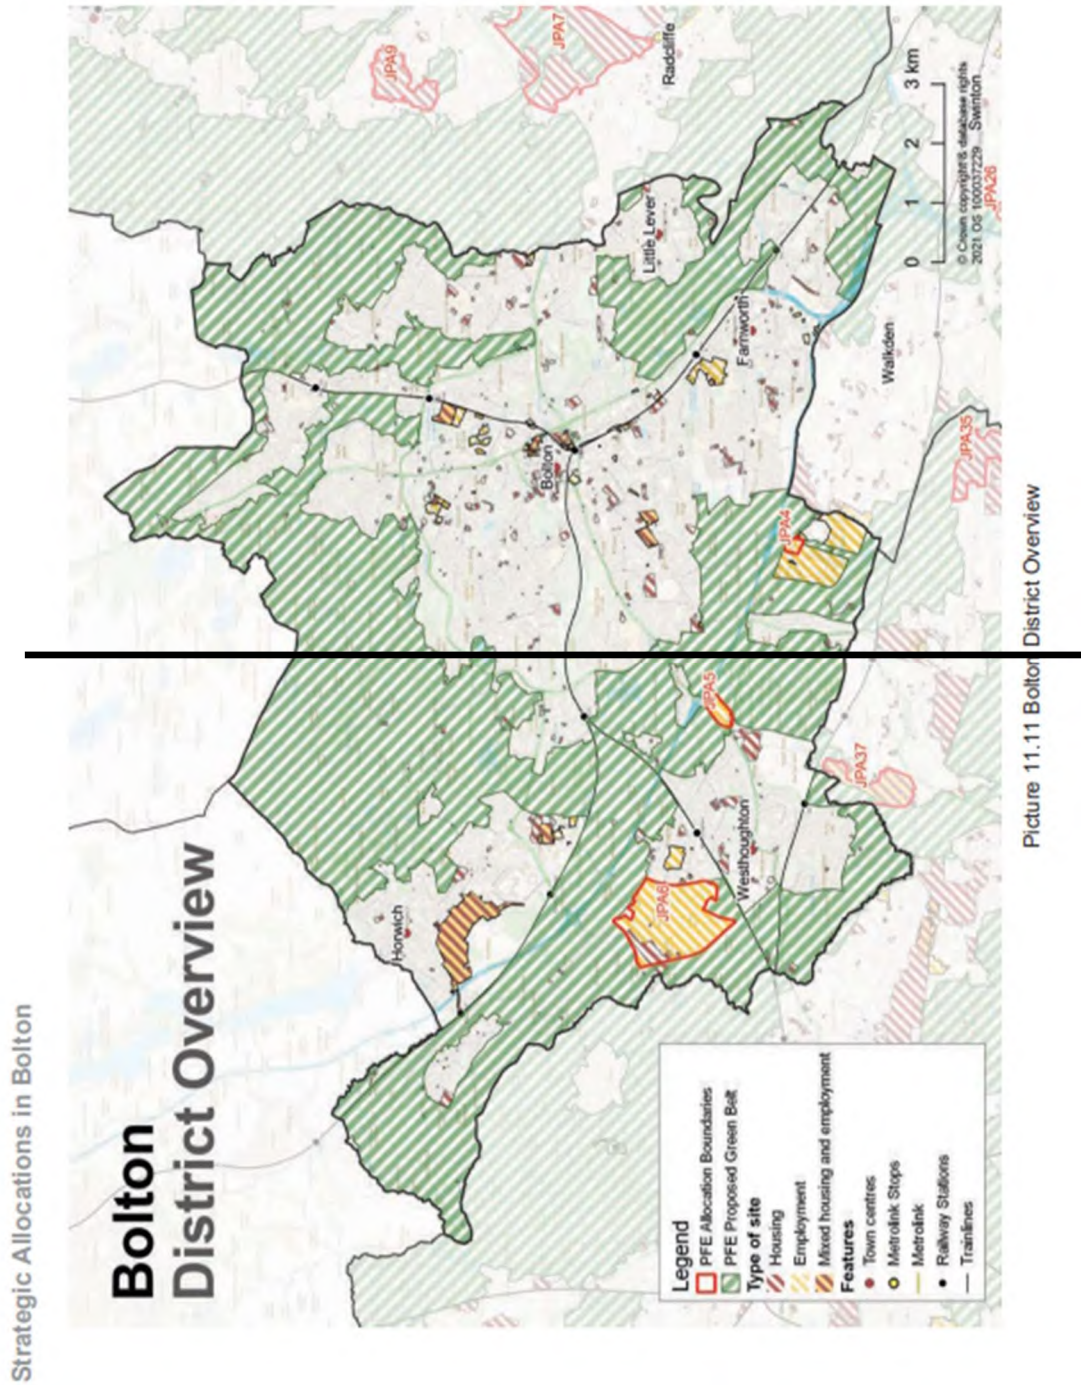 Strategic Allocations in Bolton
Bolton
District Overview
JPA9
JPA7
Radcliffe
Little Lever
Bolton
Farnworth
Walkden
Swinton
JPA26
JPA35
JPA4
JPA5
JPA37
Horwich
JPA6
Westhoughton
0 1 2 3 km
© Crown copyright & database rights
2021 OS 100037229
Legend
PFE Allocation Boundaries
PFE Proposed Green Belt
Type of site
Housing
Employment
Mixed housing and employment
Features
Town centres
Metrolink Stops
Metrolink
Railway Stations
Trainlines
Picture 11.11 Bolton District Overview